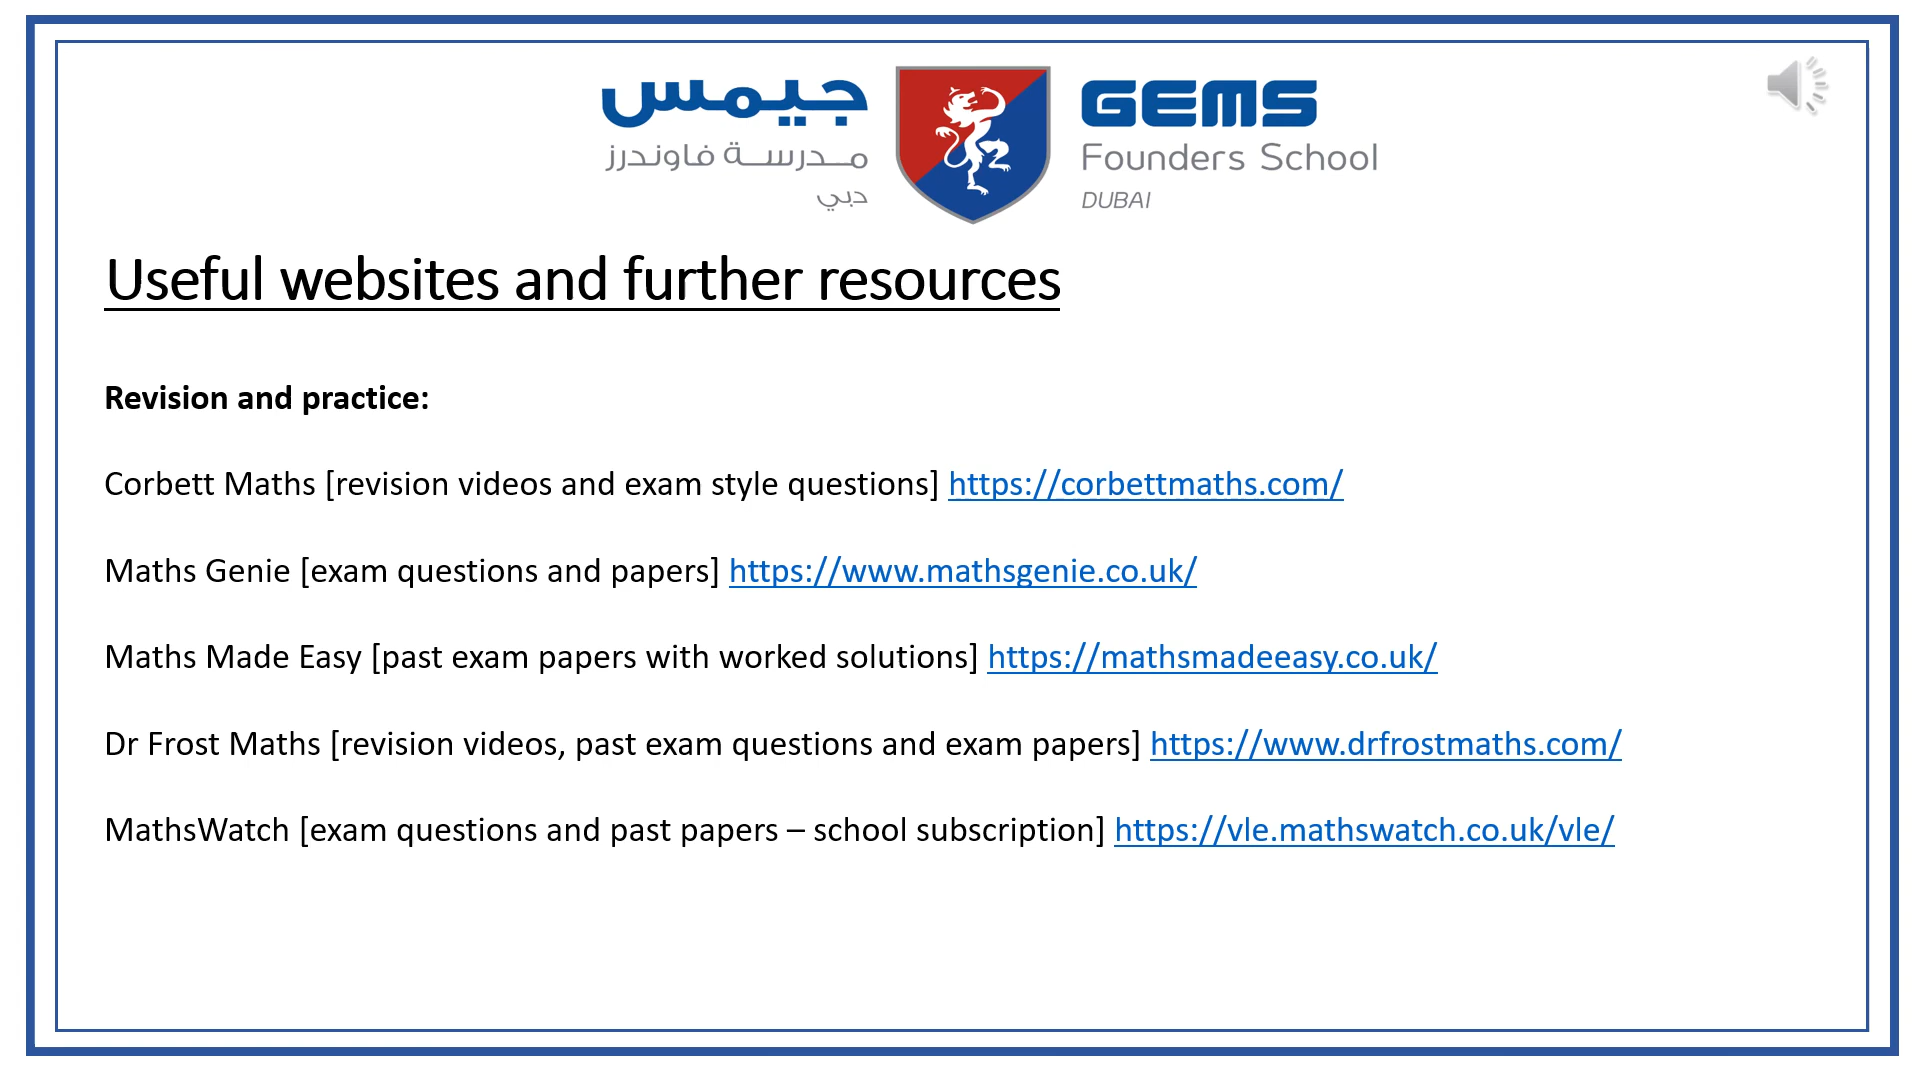 جيمس
مدرسة فاوندرز
دبي
GEMS
Founders School
DUBAI
Useful websites and further resources
Revision and practice:
Corbett Maths [revision videos and exam style questions] https://corbettmaths.com/
Maths Genie [exam questions and papers] https://www.mathsgenie.co.uk/
Maths Made Easy [past exam papers with worked solutions] https://mathsmadeeasy.co.uk/
Dr Frost Maths [revision videos, past exam questions and exam papers] https://www.drfrostmaths.com/
MathsWatch [exam questions and past papers – school subscription] https://vle.mathswatch.co.uk/vle/